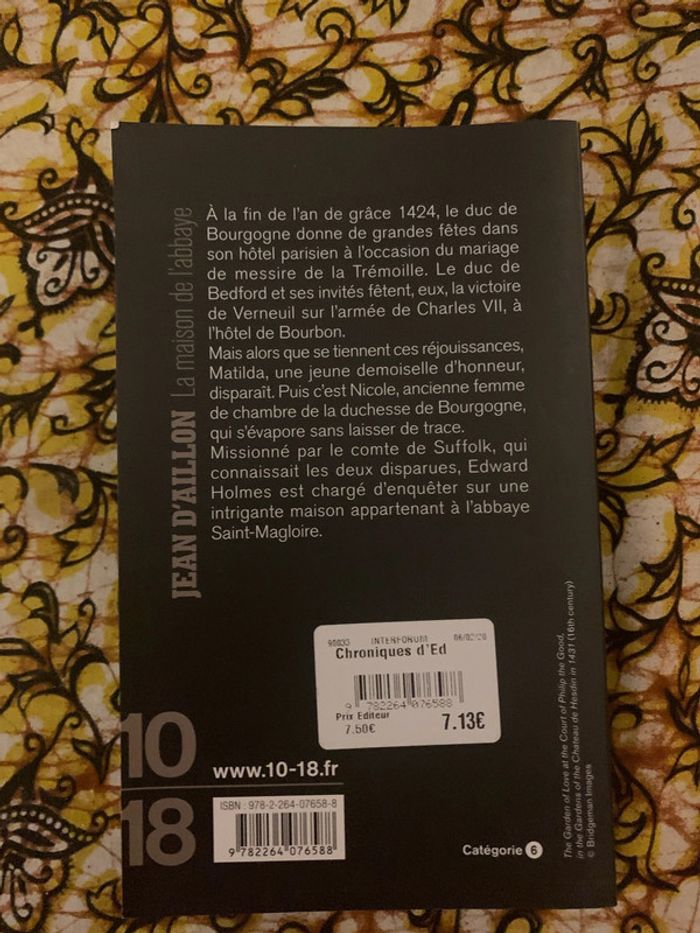 À la fin de l'an de grâce 1424, le duc de
Bourgogne donne de grandes fêtes dans
son hôtel parisien à l'occasion du mariage
de messire de la Trémoille. Le duc de
Bedford et ses invités fêtent, eux, la victoire
de Verneuil sur l'armée de Charles VII, à
l'hôtel de Bourbon.
Mais alors que se tiennent ces réjouissances,
Matilda, une jeune demoiselle d'honneur,
disparaît. Puis c'est Nicole, ancienne femme
de chambre de la duchesse de Bourgogne,
qui s'évapore sans laisser de trace.
Missionné par le comte de Suffolk, qui
connaissait les deux disparues, Edward
Holmes est chargé d'enquêter sur une
intrigante maison appartenant à l'abbaye
Saint-Magloire.
JEAN D'AILLON La maison de l'abbaye
90033 INTERFORUM 06/02/20
Chroniques d'Ed
9 782264 076588
Prix Editeur
7.50€
7.13€
10
18
www.10-18.fr
ISBN : 978-2-264-07658-8
9 782264 076588
Catégorie 6
The Garden of Love at the Court of Philip the Good,
in the Gardens of the Chateau de Hesdin in 1431 (16th century)
© Bridgeman Images